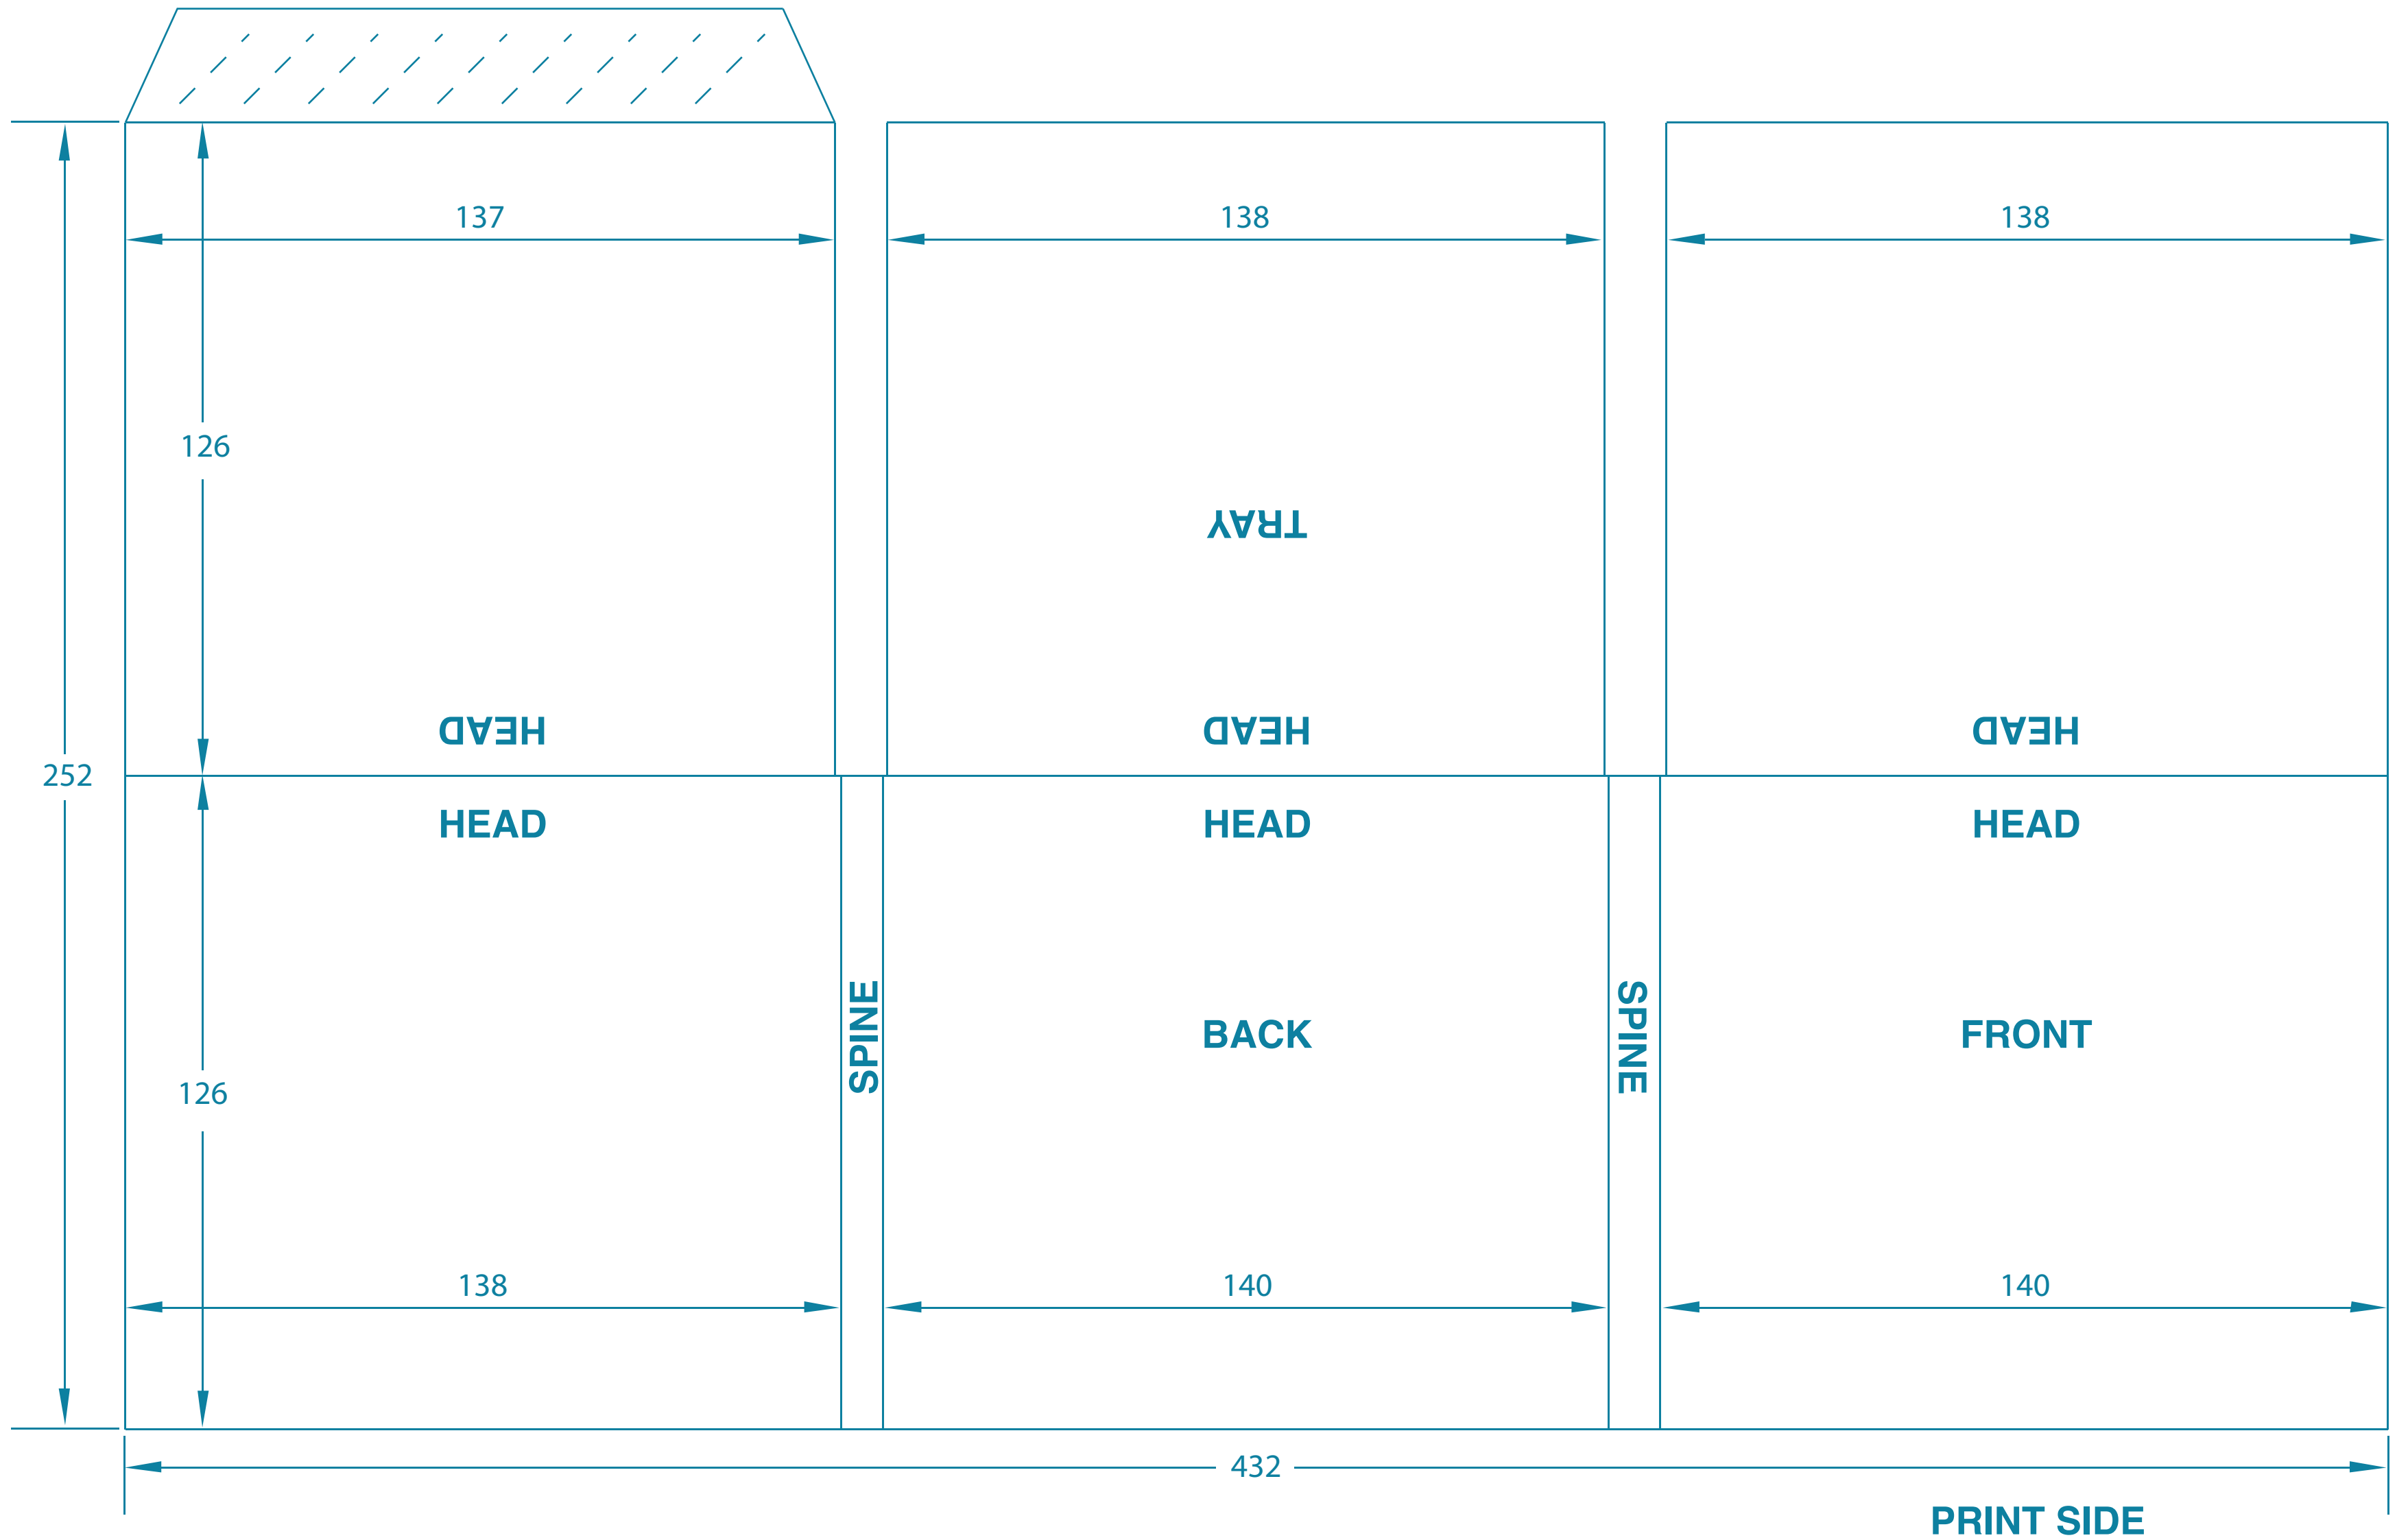 137
138
138
126
TRAY
HEAD
HEAD
HEAD
252
HEAD
HEAD
HEAD
SPINE
BACK
SPINE
FRONT
126
138
140
140
432
PRINT SIDE